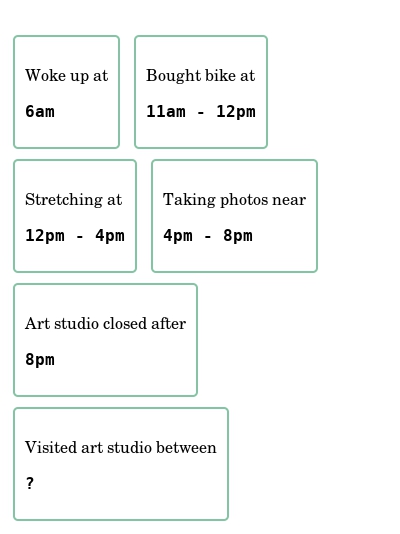 Woke up at
6am
Bought bike at
11am - 12pm
Stretching at
12pm - 4pm
Taking photos near
4pm - 8pm
Art studio closed after
8pm
Visited art studio between
?